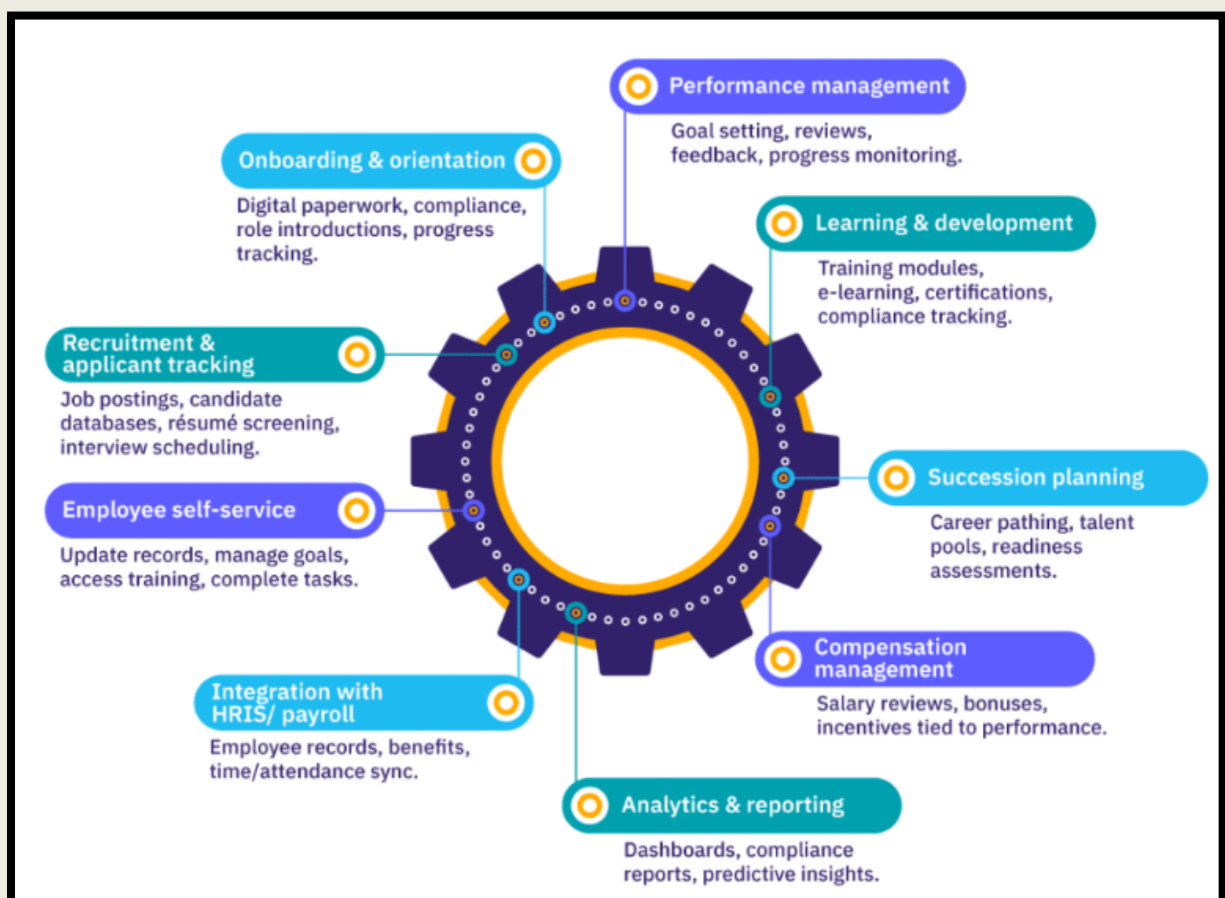 Performance management
Goal setting, reviews,
feedback, progress monitoring.
Onboarding & orientation
Digital paperwork, compliance,
role introductions, progress
tracking.
Learning & development
Training modules,
e-learning, certifications,
compliance tracking.
Recruitment &
applicant tracking
Job postings, candidate
databases, résumé screening,
interview scheduling.
Succession planning
Career pathing, talent
pools, readiness
assessments.
Employee self-service
Update records, manage goals,
access training, complete tasks.
Compensation
management
Salary reviews, bonuses,
incentives tied to performance.
Integration with
HRIS/ payroll
Employee records, benefits,
time/attendance sync.
Analytics & reporting
Dashboards, compliance
reports, predictive insights.